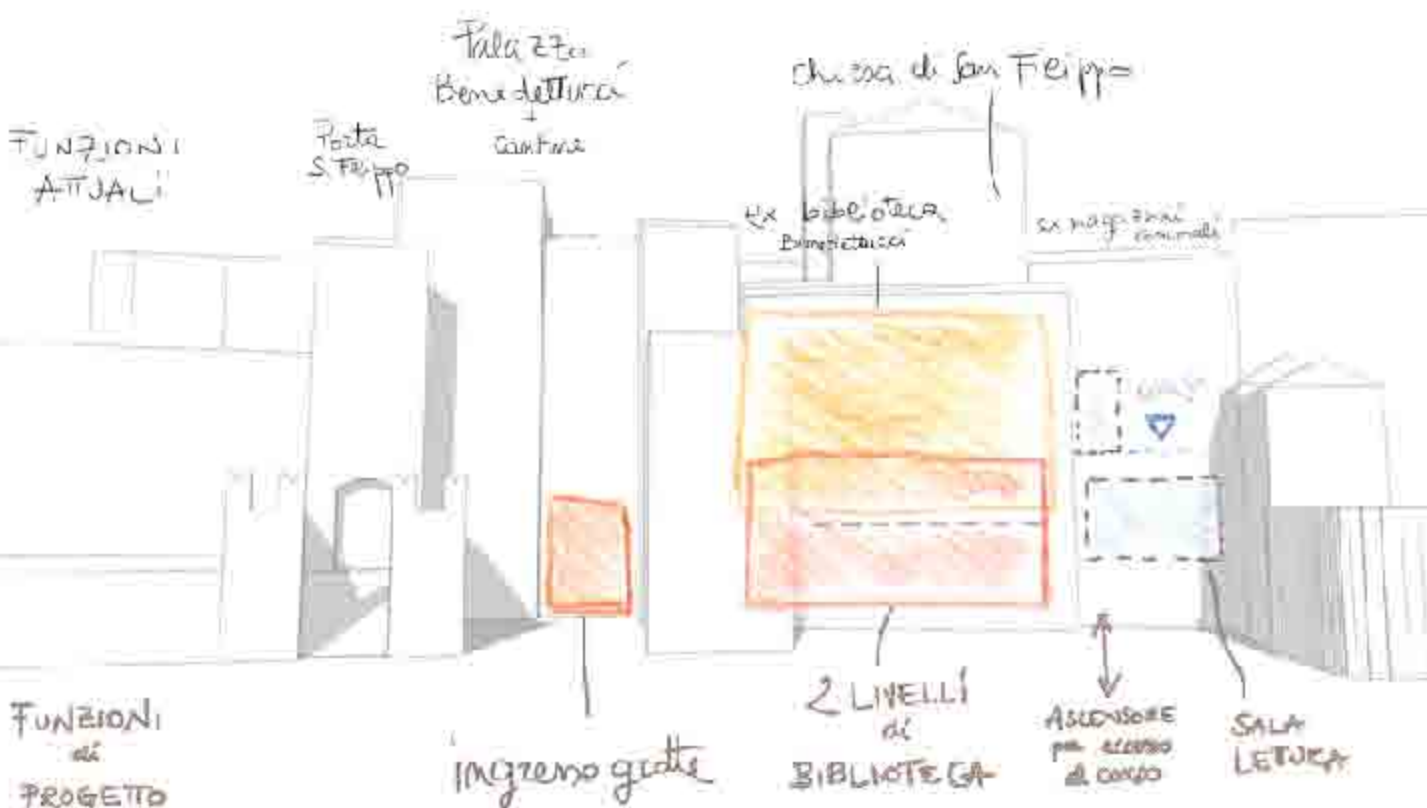 Palazzo
Benedettucci
+
cantine
chiesa di San Filippo
FUNZIONI
ATTUALI
Porta
S. Filippo
ex biblioteca
Benedettucci
ex magazzini
comunali
FUNZIONI
di
PROGETTO
ingresso grotte
2 LIVELLI
di
BIBLIOTECA
ASCENSORE
per accesso
al corso
SALA
LETURA